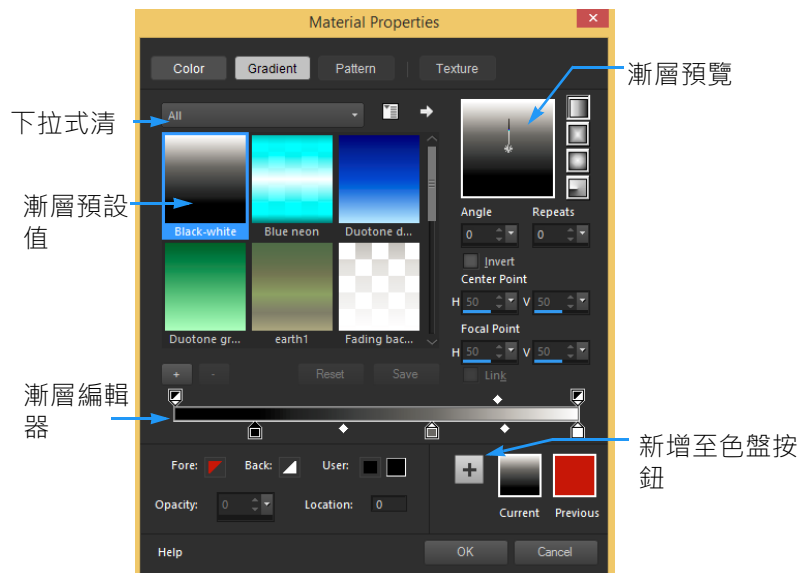 Material Properties
Color
Gradient
Pattern
Texture
漸層預覽
下拉式清
All
漸層預設
值
Black-white
Blue neon
Duotone d...
Duotone gr...
earth1
Fading bac...
Angle
Repeats
0
0
Invert
Center Point
H 50 V 50
Focal Point
H 50 V 50
Link
+
-
Reset
Save
漸層編輯
器
Fore:
Back:
User:
Opacity: 0
Location: 0
+
Current
Previous
新增至色盤按
鈕
Help
OK
Cancel